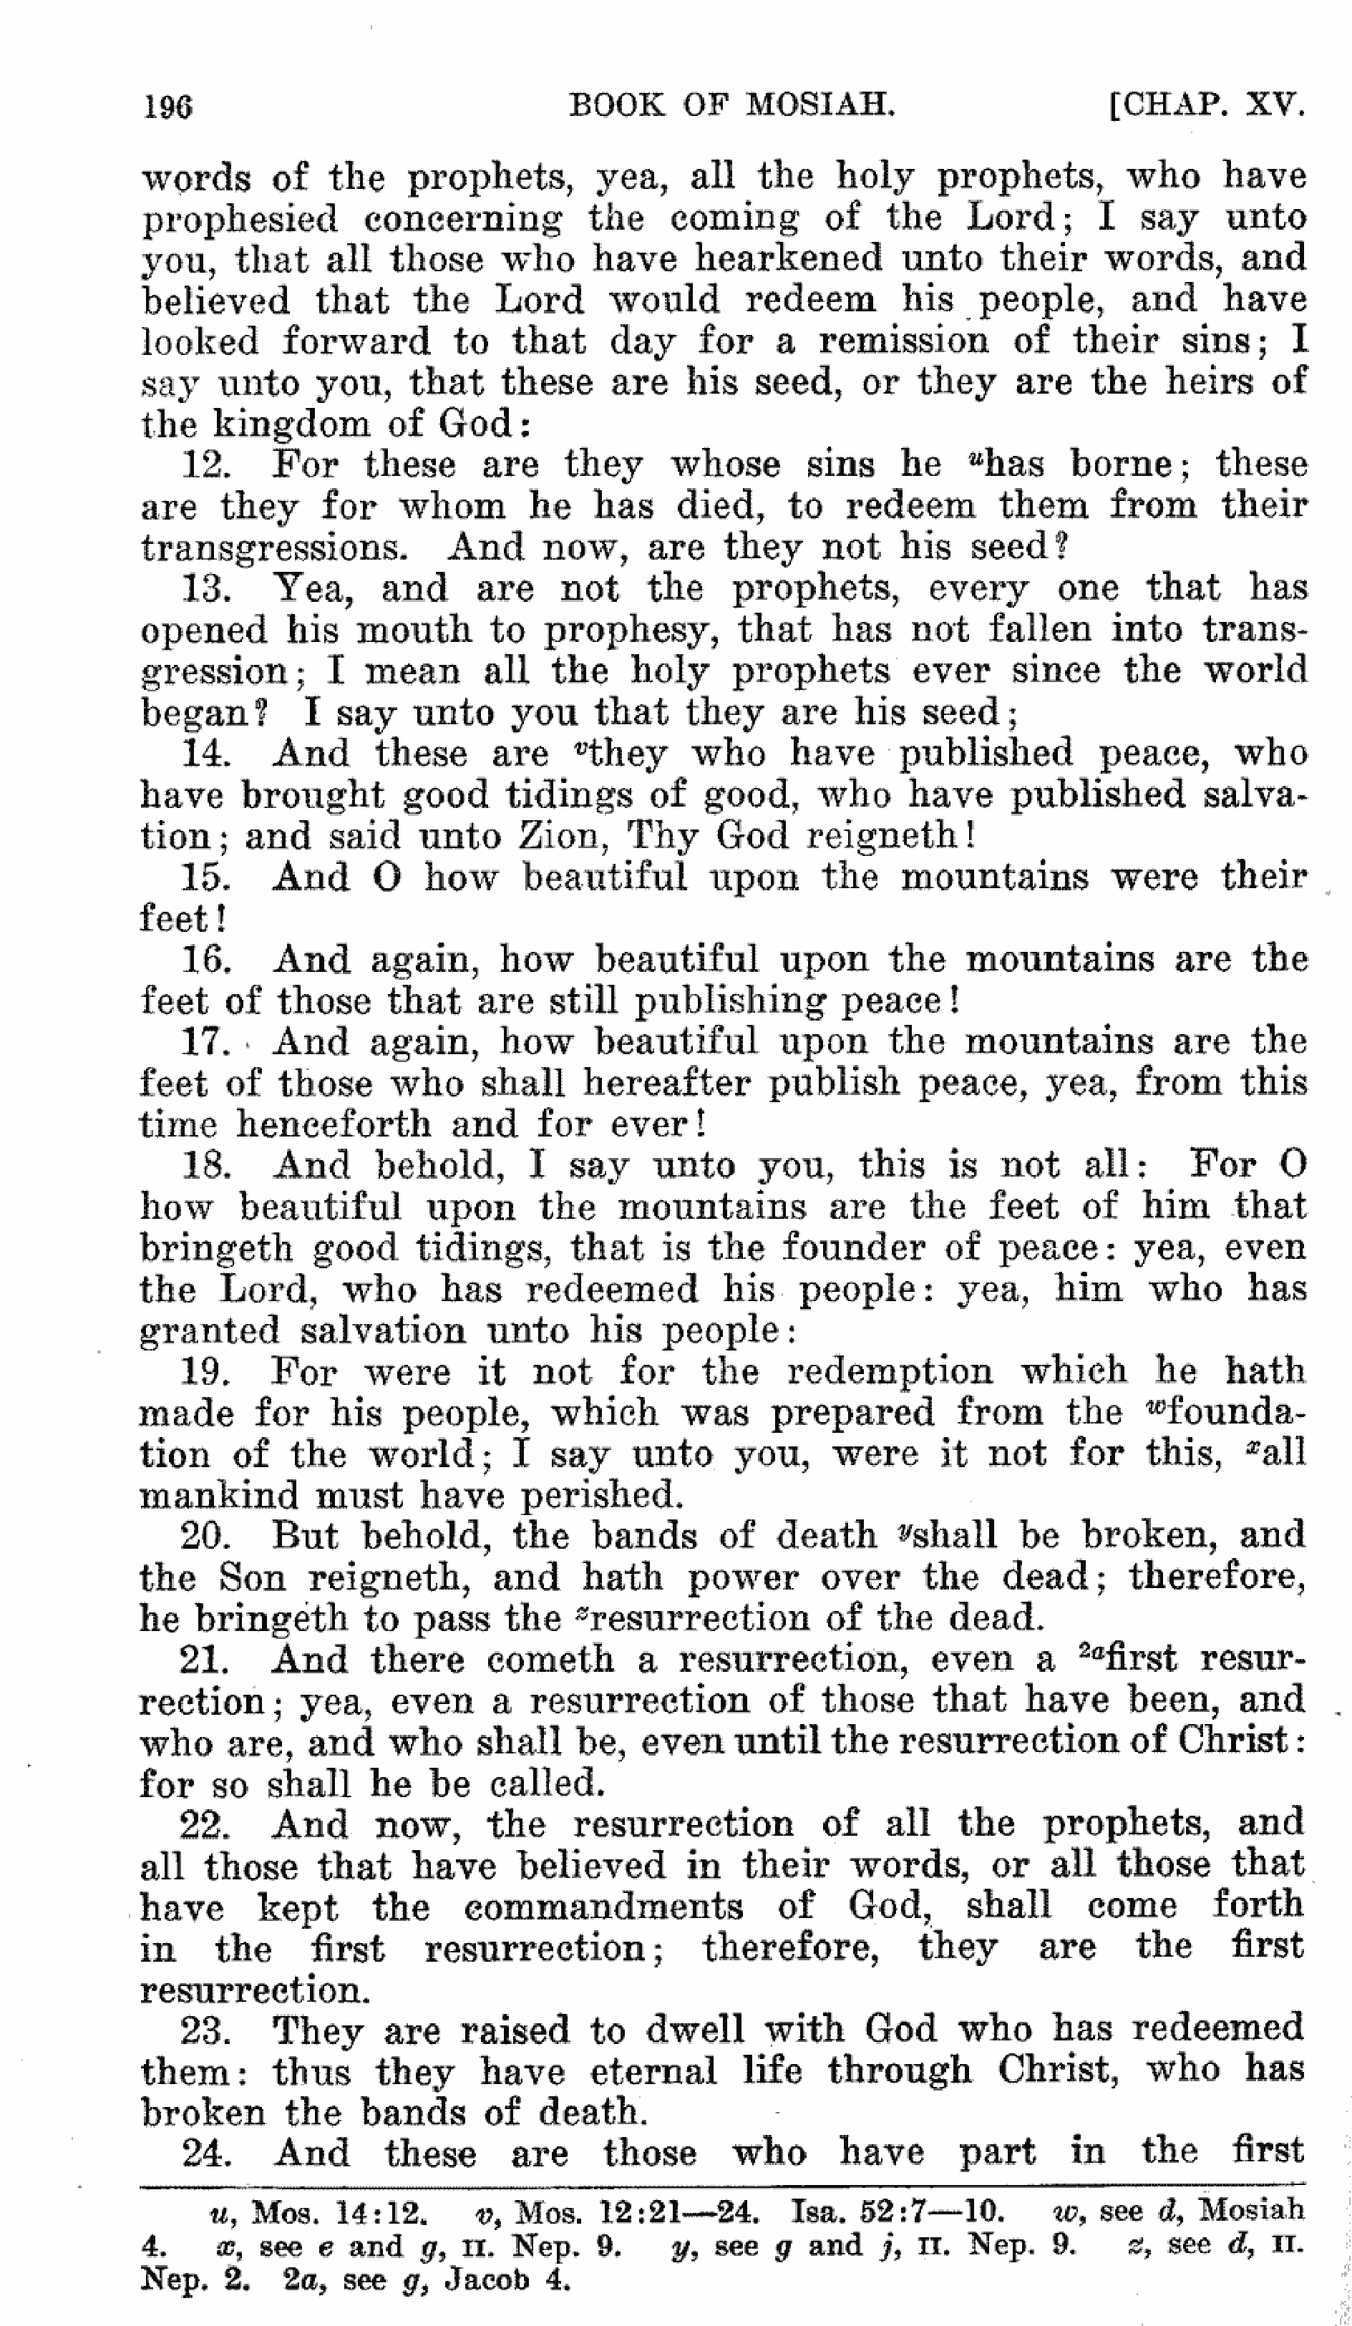 196 BOOK OF MOSIAH. [CHAP. XV.
words of the prophets, yea, all the holy prophets, who have
prophesied concerning the coming of the Lord; I say unto
you, that all those who have hearkened unto their words, and
believed that the Lord would redeem his people, and have
looked forward to that day for a remission of their sins; I
say unto you, that these are his seed, or they are the heirs of
the kingdom of God:
12. For these are they whose sins he ᵘhas borne; these
are they for whom he has died, to redeem them from their
transgressions. And now, are they not his seed?
13. Yea, and are not the prophets, every one that has
opened his mouth to prophesy, that has not fallen into trans-
gression; I mean all the holy prophets ever since the world
began? I say unto you that they are his seed;
14. And these are ᵛthey who have published peace, who
have brought good tidings of good, who have published salva-
tion; and said unto Zion, Thy God reigneth!
15. And O how beautiful upon the mountains were their
feet!
16. And again, how beautiful upon the mountains are the
feet of those that are still publishing peace!
17. And again, how beautiful upon the mountains are the
feet of those who shall hereafter publish peace, yea, from this
time henceforth and for ever!
18. And behold, I say unto you, this is not all: For O
how beautiful upon the mountains are the feet of him that
bringeth good tidings, that is the founder of peace: yea, even
the Lord, who has redeemed his people: yea, him who has
granted salvation unto his people:
19. For were it not for the redemption which he hath
made for his people, which was prepared from the ʷfounda-
tion of the world; I say unto you, were it not for this, ˣall
mankind must have perished.
20. But behold, the bands of death ʸshall be broken, and
the Son reigneth, and hath power over the dead; therefore,
he bringeth to pass the ᶻresurrection of the dead.
21. And there cometh a resurrection, even a ²ᵃfirst resur-
rection; yea, even a resurrection of those that have been, and
who are, and who shall be, even until the resurrection of Christ:
for so shall he be called.
22. And now, the resurrection of all the prophets, and
all those that have believed in their words, or all those that
have kept the commandments of God, shall come forth
in the first resurrection; therefore, they are the first
resurrection.
23. They are raised to dwell with God who has redeemed
them: thus they have eternal life through Christ, who has
broken the bands of death.
24. And these are those who have part in the first
u, Mos. 14:12. v, Mos. 12:21—24. Isa. 52:7—10. w, see d, Mosiah
4. x, see e and g, II. Nep. 9. y, see g and j, II. Nep. 9. z, see d, II.
Nep. 2. 2a, see g, Jacob 4.